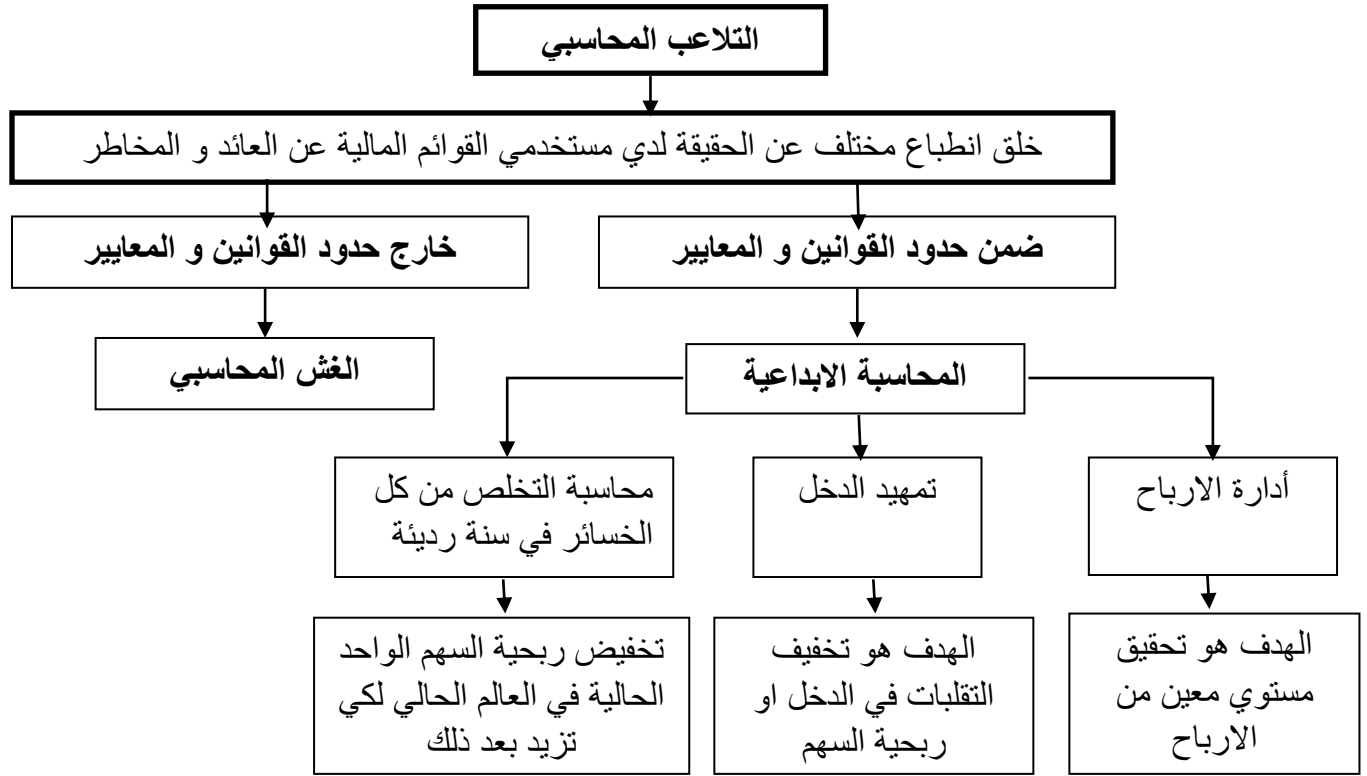 التلاعب المحاسبي
خلق انطباع مختلف عن الحقيقة لدي مستخدمي القوائم المالية عن العائد و المخاطر
ضمن حدود القوانين و المعايير
خارج حدود القوانين و المعايير
المحاسبة الابداعية
الغش المحاسبي
أدارة الارباح
تمهيد الدخل
محاسبة التخلص من كل
الخسائر في سنة رديئة
الهدف هو تحقيق
مستوي معين من
الارباح
الهدف هو تخفيف
التقلبات في الدخل او
ربحية السهم
تخفيض ربحية السهم الواحد
الحالية في العالم الحالي لكي
تزيد بعد ذلك